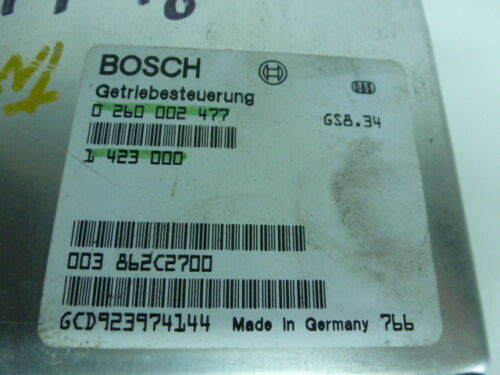 BOSCH
Getriebesteuerung
0 260 002 477
GS8.34
1 423 000
003 862C2700
GCD923974144 Made in Germany 766